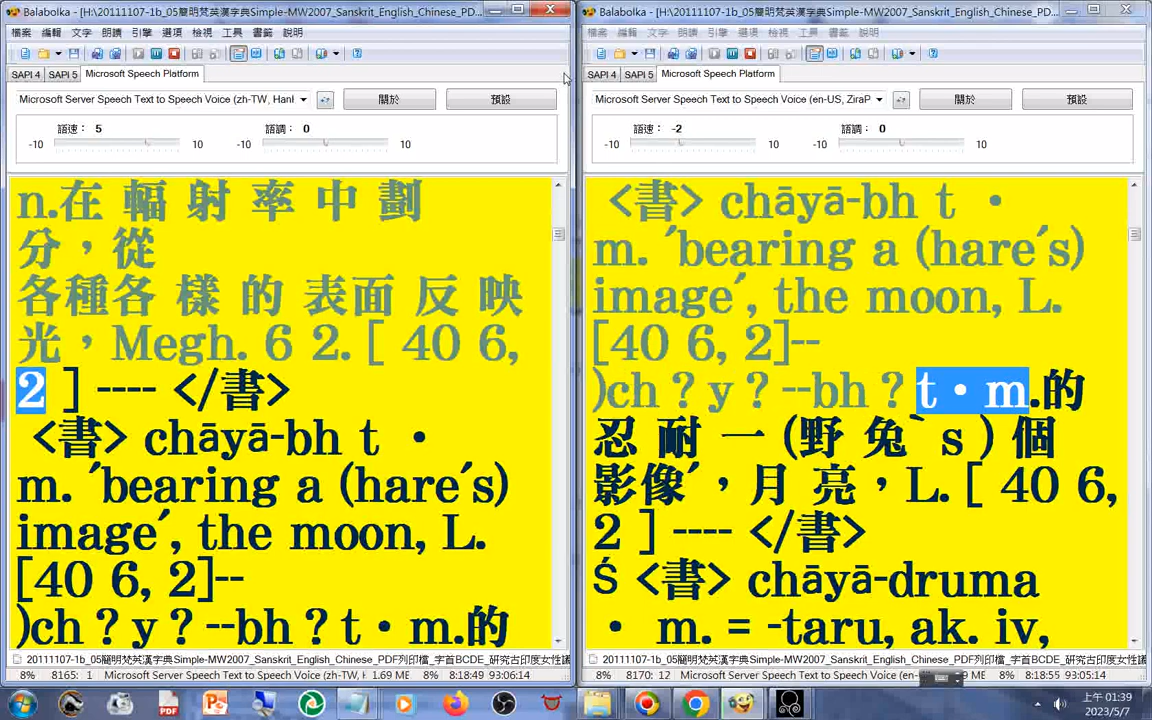 Balabolka - [H:\20111107-1b_05簡明梵英漢字典Simple-MW2007_Sanskrit_English_Chinese_PD...
檔案 編輯 文字 朗讀 引擎 選項 檢視 工具 書籤 說明
SAPI 4 SAPI 5 Microsoft Speech Platform
Microsoft Server Speech Text to Speech Voice (zh-TW, Hanl 關於 預設
語速： 5 語調： 0
-10 10 -10 10
n.在 輻 射 率 中 劃
分，從
各種各 樣 的 表面 反 映
光，Megh. 6 2. [ 40 6,
2 ] ---- </書>
<書> chāyā-bh t •
m. ′bearing a (hare′s)
image′, the moon, L.
[40 6, 2]--
)ch ? y ? --bh ? t • m.的
20111107-1b_05簡明梵英漢字典Simple-MW2007_Sanskrit_English_Chinese_PDF列印檔_字首BCDE_研究古印度女性議
8% 8165: 1 Microsoft Server Speech Text to Speech Voice (zh-TW, H 1.69 MB 8% 8:18:49 93:06:14
Balabolka - [H:\20111107-1b_05簡明梵英漢字典Simple-MW2007_Sanskrit_English_Chinese_PD...
檔案 編輯 文字 朗讀 引擎 選項 檢視 工具 書籤 說明
SAPI 4 SAPI 5 Microsoft Speech Platform
Microsoft Server Speech Text to Speech Voice (en-US, ZiraP 關於 預設
語速： -2 語調： 0
-10 10 -10 10
<書> chāyā-bh t •
m. ′bearing a (hare′s)
image′, the moon, L.
[40 6, 2]--
)ch ? y ? --bh ? t • m.的
忍 耐 一 (野 兔` s ) 個
影像′，月 亮，L. [ 40 6,
2 ] ---- </書>
Ś <書> chāyā-druma
• m. = -taru, ak. iv,
20111107-1b_05簡明梵英漢字典Simple-MW2007_Sanskrit_English_Chinese_PDF列印檔_字首BCDE_研究古印度女性議
8% 8170: 12 Microsoft Server Speech Text to Speech Voice (en-US 8% 8:18:55 93:05:14
上午 01:39
2023/5/7